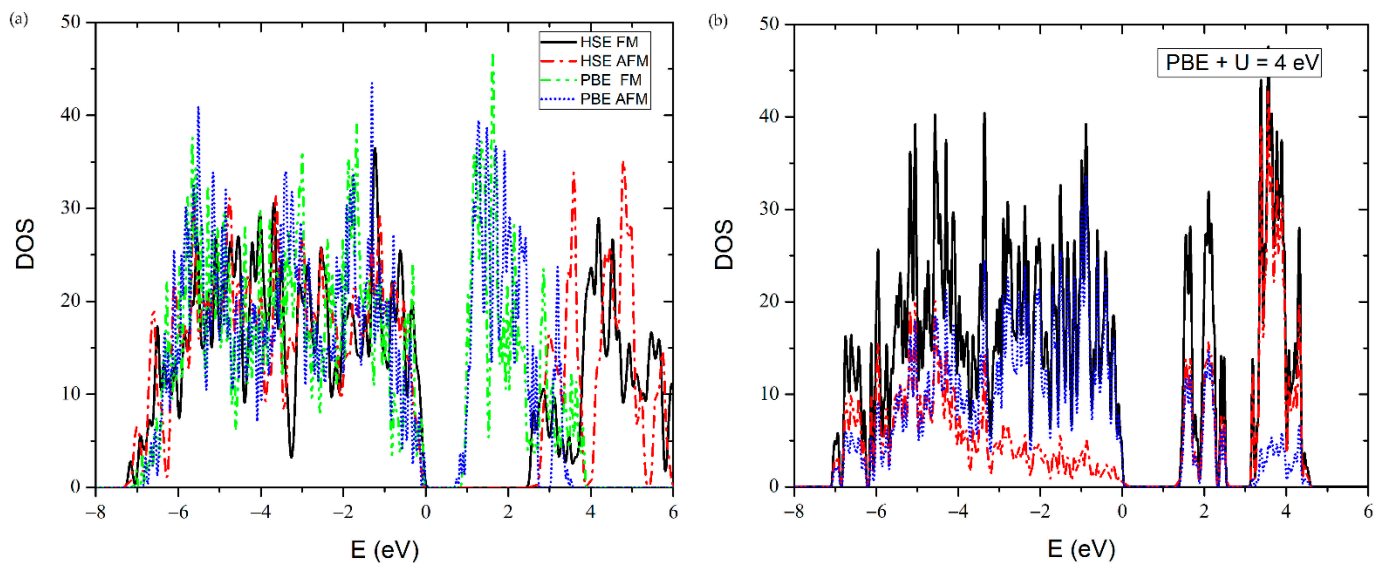 (a)
50
40
30
20
10
0
DOS
HSE FM
HSE AFM
PBE FM
PBE AFM
−8 −6 −4 −2 0 2 4 6
E (eV)
(b)
50
40
30
20
10
0
DOS
PBE + U = 4 eV
−8 −6 −4 −2 0 2 4 6
E (eV)